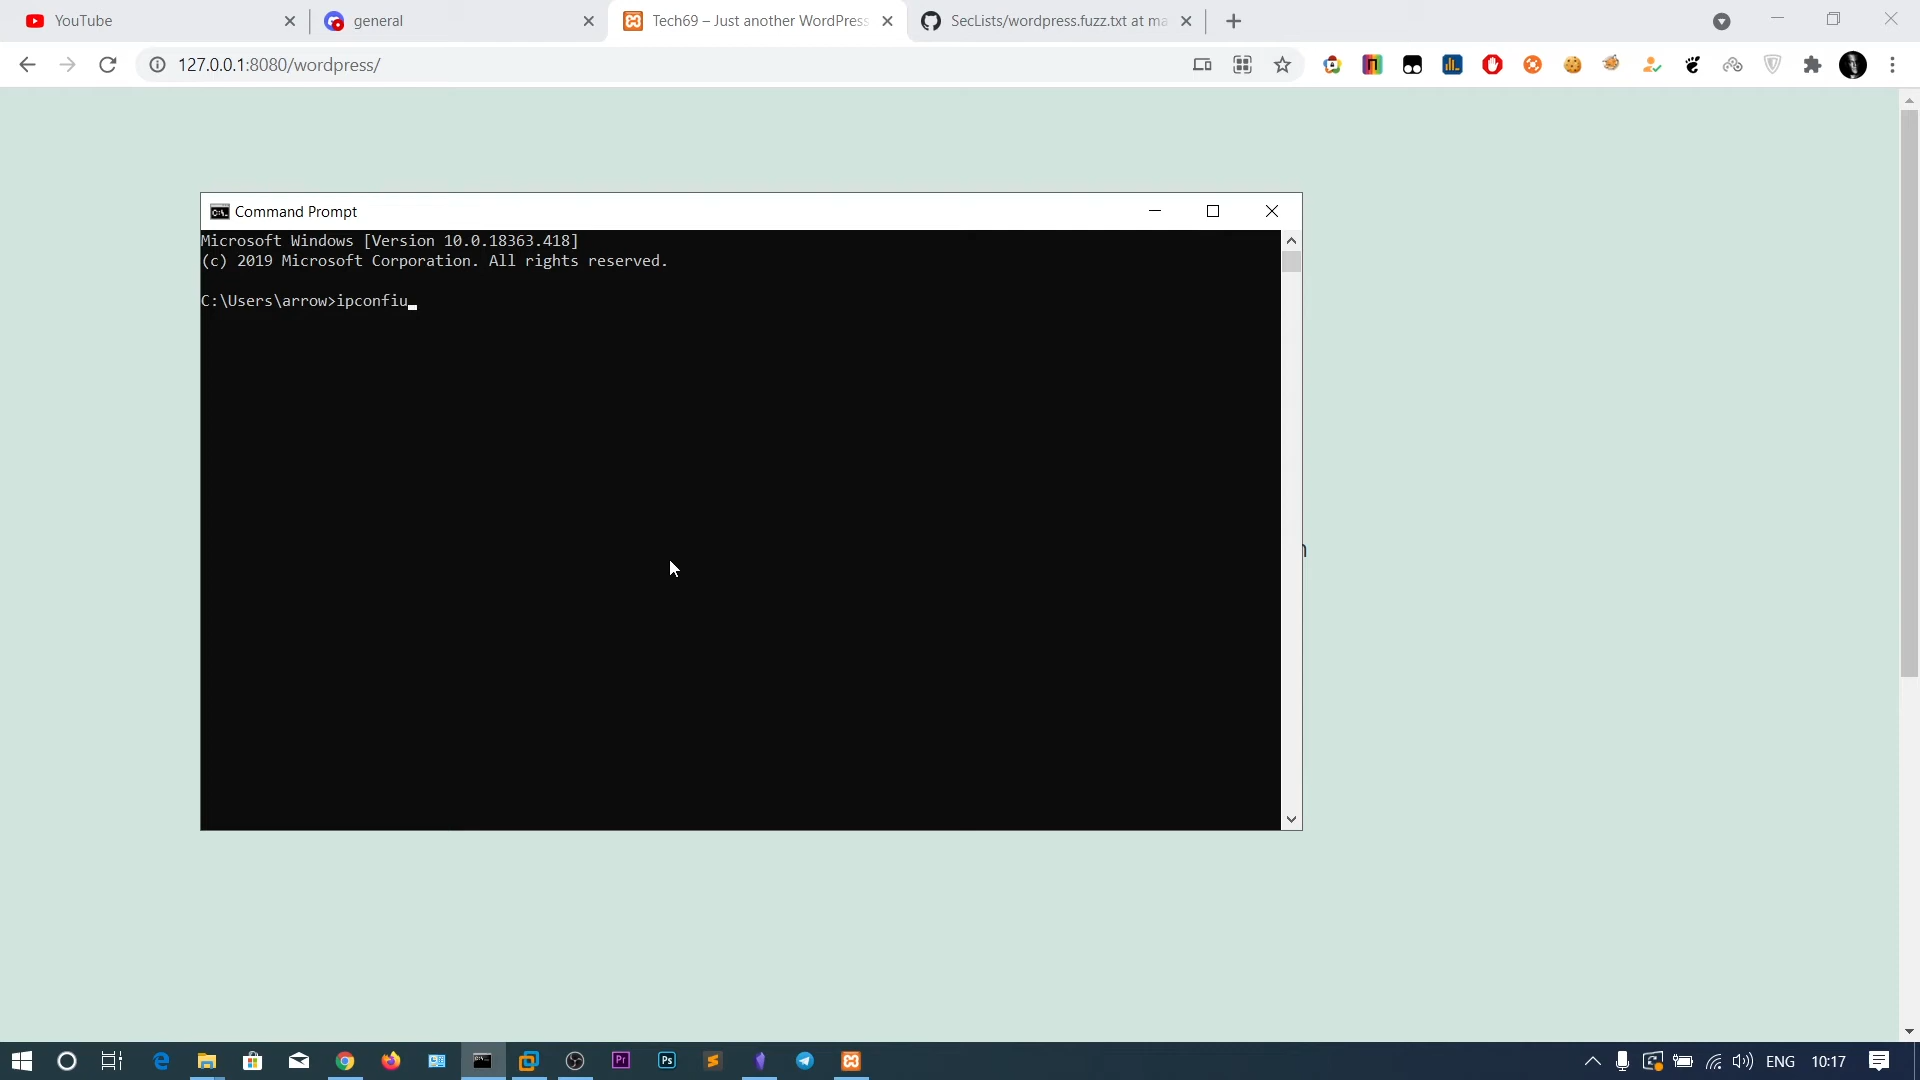 YouTube
general
Tech69 – Just another WordPress
SecLists/wordpress.fuzz.txt at ma
127.0.0.1:8080/wordpress/
Command Prompt
Microsoft Windows [Version 10.0.18363.418]
(c) 2019 Microsoft Corporation. All rights reserved.
C:\Users\arrow>ipconfiu_
ENG
10:17